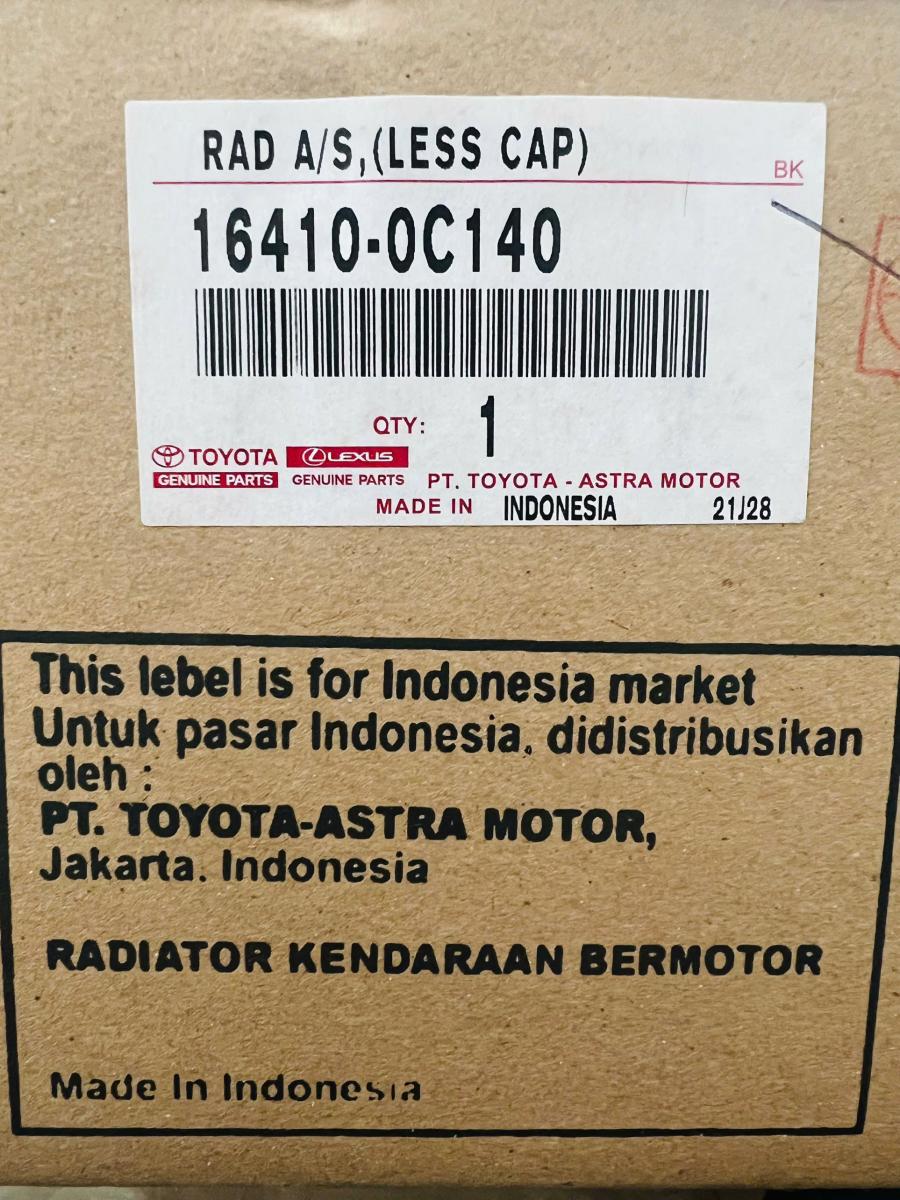 RAD A/S,(LESS CAP)
BK
16410-0C140
QTY: 1
TOYOTA LEXUS
GENUINE PARTS GENUINE PARTS PT. TOYOTA - ASTRA MOTOR
MADE IN INDONESIA 21J28
This lebel is for Indonesia market
Untuk pasar Indonesia, didistribusikan
oleh :
PT. TOYOTA-ASTRA MOTOR,
Jakarta. Indonesia
RADIATOR KENDARAAN BERMOTOR
Made In Indonesia